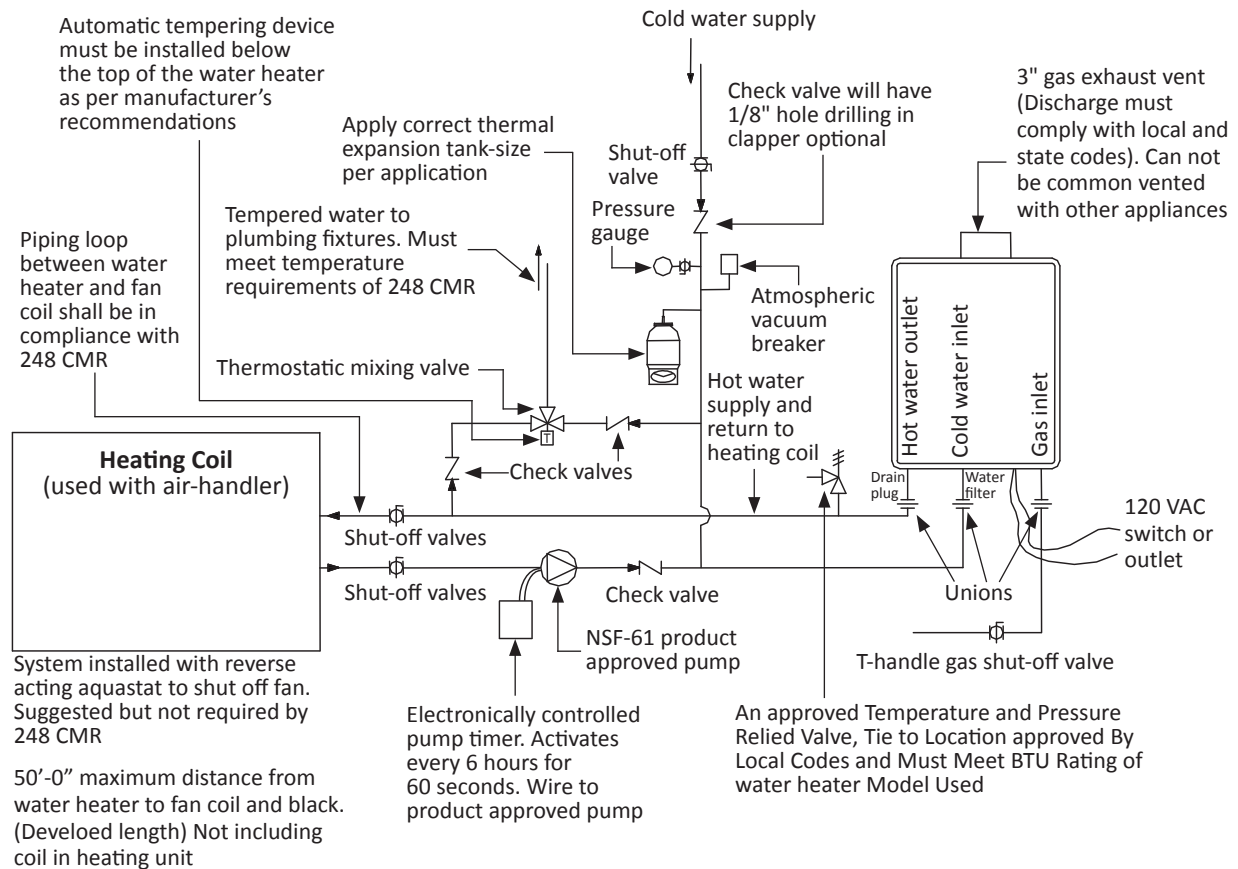 Automatic tempering device
must be installed below
the top of the water heater
as per manufacturer's
recommendations
Cold water supply
3" gas exhaust vent
(Discharge must
comply with local and
state codes). Can not
be common vented
with other appliances
Check valve will have
1/8" hole drilling in
clapper optional
Apply correct thermal
expansion tank-size
per application
Shut-off
valve
Pressure
gauge
Tempered water to
plumbing fixtures. Must
meet temperature
requirements of 248 CMR
Piping loop
between water
heater and fan
coil shall be in
compliance with
248 CMR
Atmospheric
vacuum
breaker
Thermostatic mixing valve
Hot water
supply and
return to
heating coil
Hot water outlet
Cold water inlet
Gas inlet
T
Heating Coil
(used with air-handler)
Check valves
Drain
plug
Water
filter
120 VAC
switch or
outlet
Shut-off valves
Shut-off valves
Check valve
Unions
NSF-61 product
approved pump
T-handle gas shut-off valve
System installed with reverse
acting aquastat to shut off fan.
Suggested but not required by
248 CMR
Electronically controlled
pump timer. Activates
every 6 hours for
60 seconds. Wire to
product approved pump
An approved Temperature and Pressure
Relied Valve, Tie to Location approved By
Local Codes and Must Meet BTU Rating of
water heater Model Used
50'-0" maximum distance from
water heater to fan coil and black.
(Develoed length) Not including
coil in heating unit